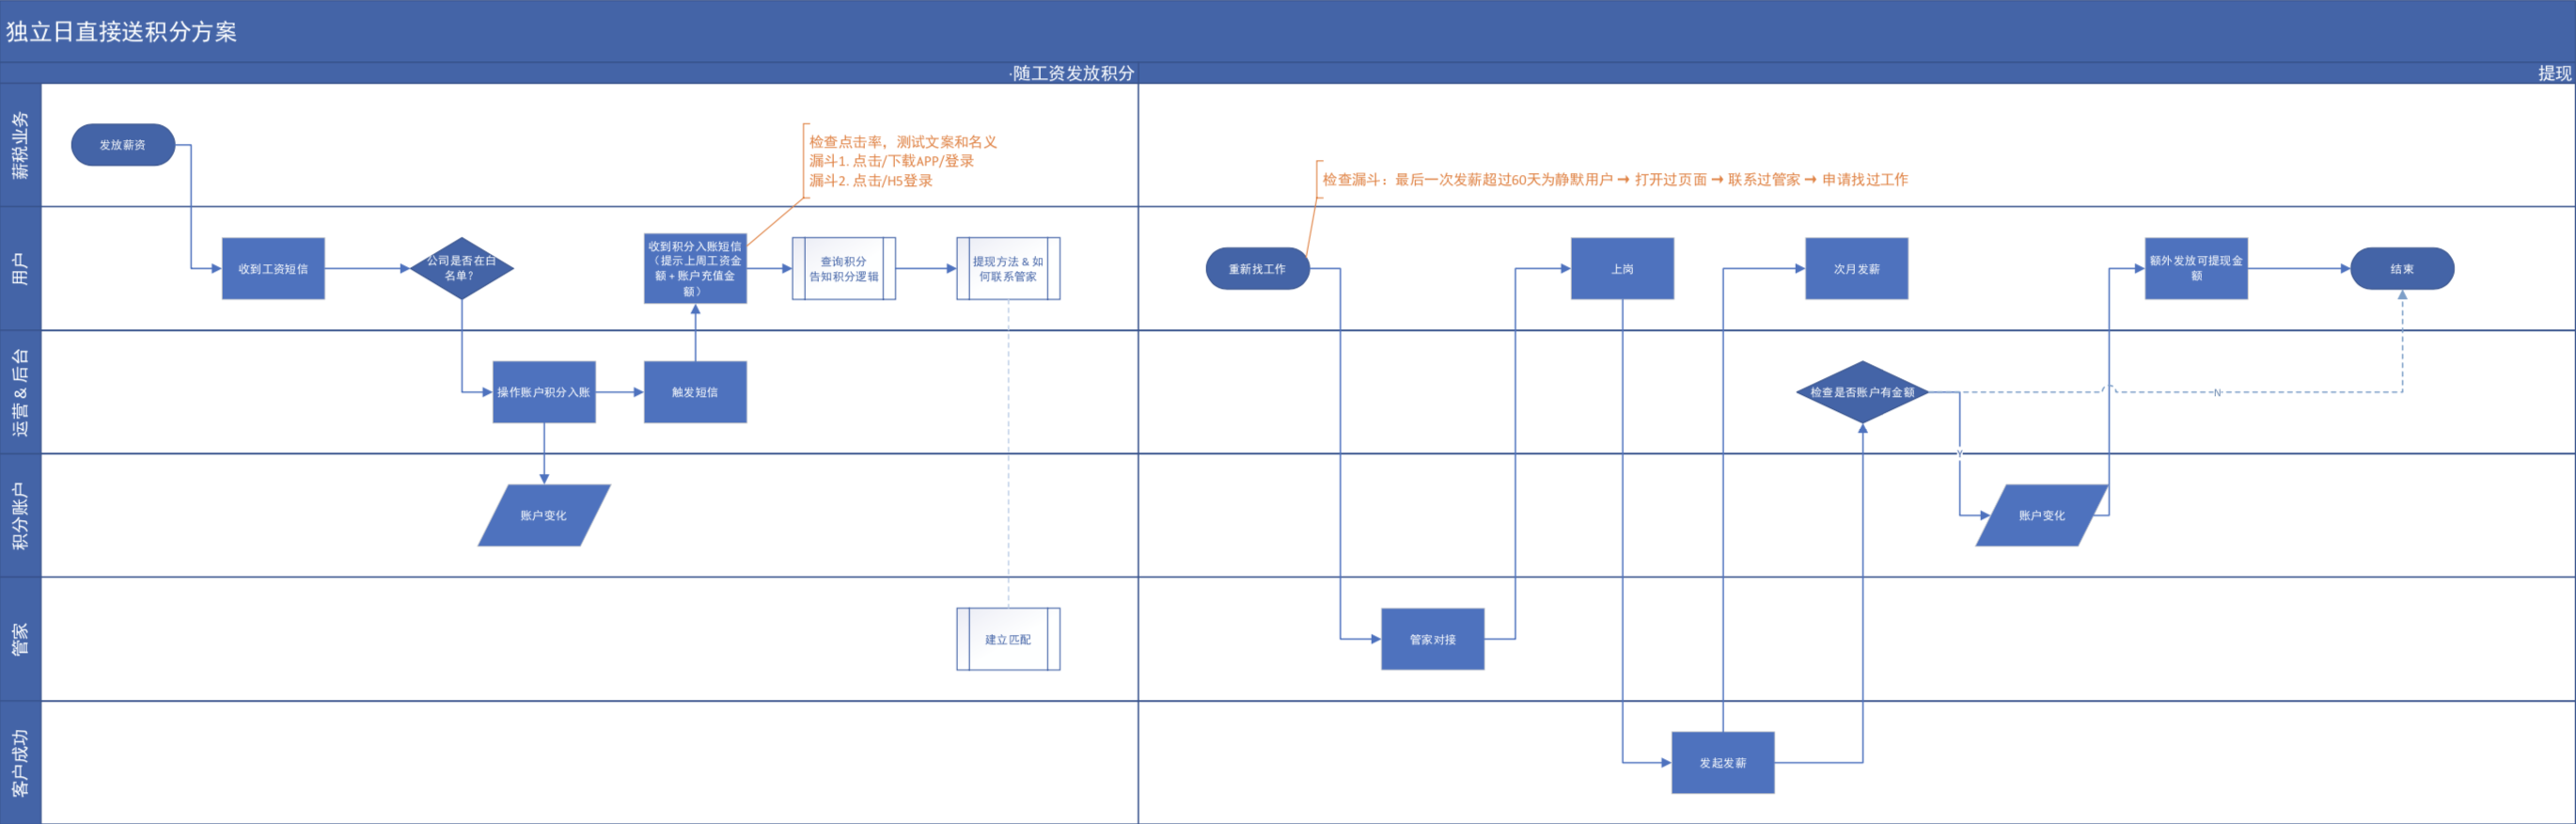 独立日直接送积分方案
·随工资发放积分
提现
薪税业务
发放薪资
检查点击率，测试文案和名义
漏斗1. 点击/下载APP/登录
漏斗2. 点击/H5登录
检查漏斗：最后一次发薪超过60天为静默用户→ 打开过页面→ 联系过管家→ 申请找过工作
用户
收到工资短信
公司是否在白
名单？
收到积分入账短信
（提示上周工资金
额 + 账户充值金
额）
查询积分
告知积分逻辑
提现方法 & 如
何联系管家
重新找工作
上岗
次月发薪
额外发放可提现金
额
结束
运营 & 后台
操作账户积分入账
触发短信
检查是否账户有金额
N
Y
积分账户
账户变化
账户变化
管家
建立匹配
管家对接
客户成功
发起发薪